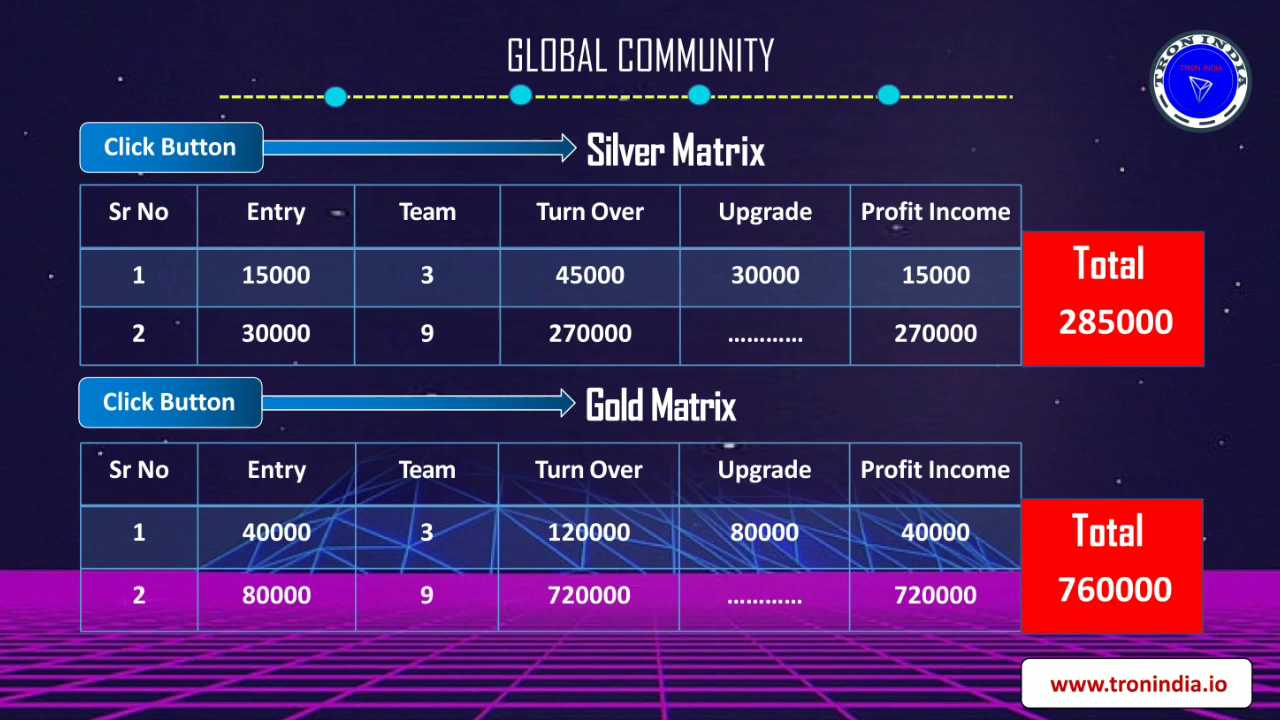 GLOBAL COMMUNITY
TRON INDIA
TRON INDIA
Click Button Silver Matrix
Sr No Entry Team Turn Over Upgrade Profit Income
1 15000 3 45000 30000 15000
2 30000 9 270000 ............ 270000
Total
285000
Click Button Gold Matrix
Sr No Entry Team Turn Over Upgrade Profit Income
1 40000 3 120000 80000 40000
2 80000 9 720000 ............ 720000
Total
760000
www.tronindia.io